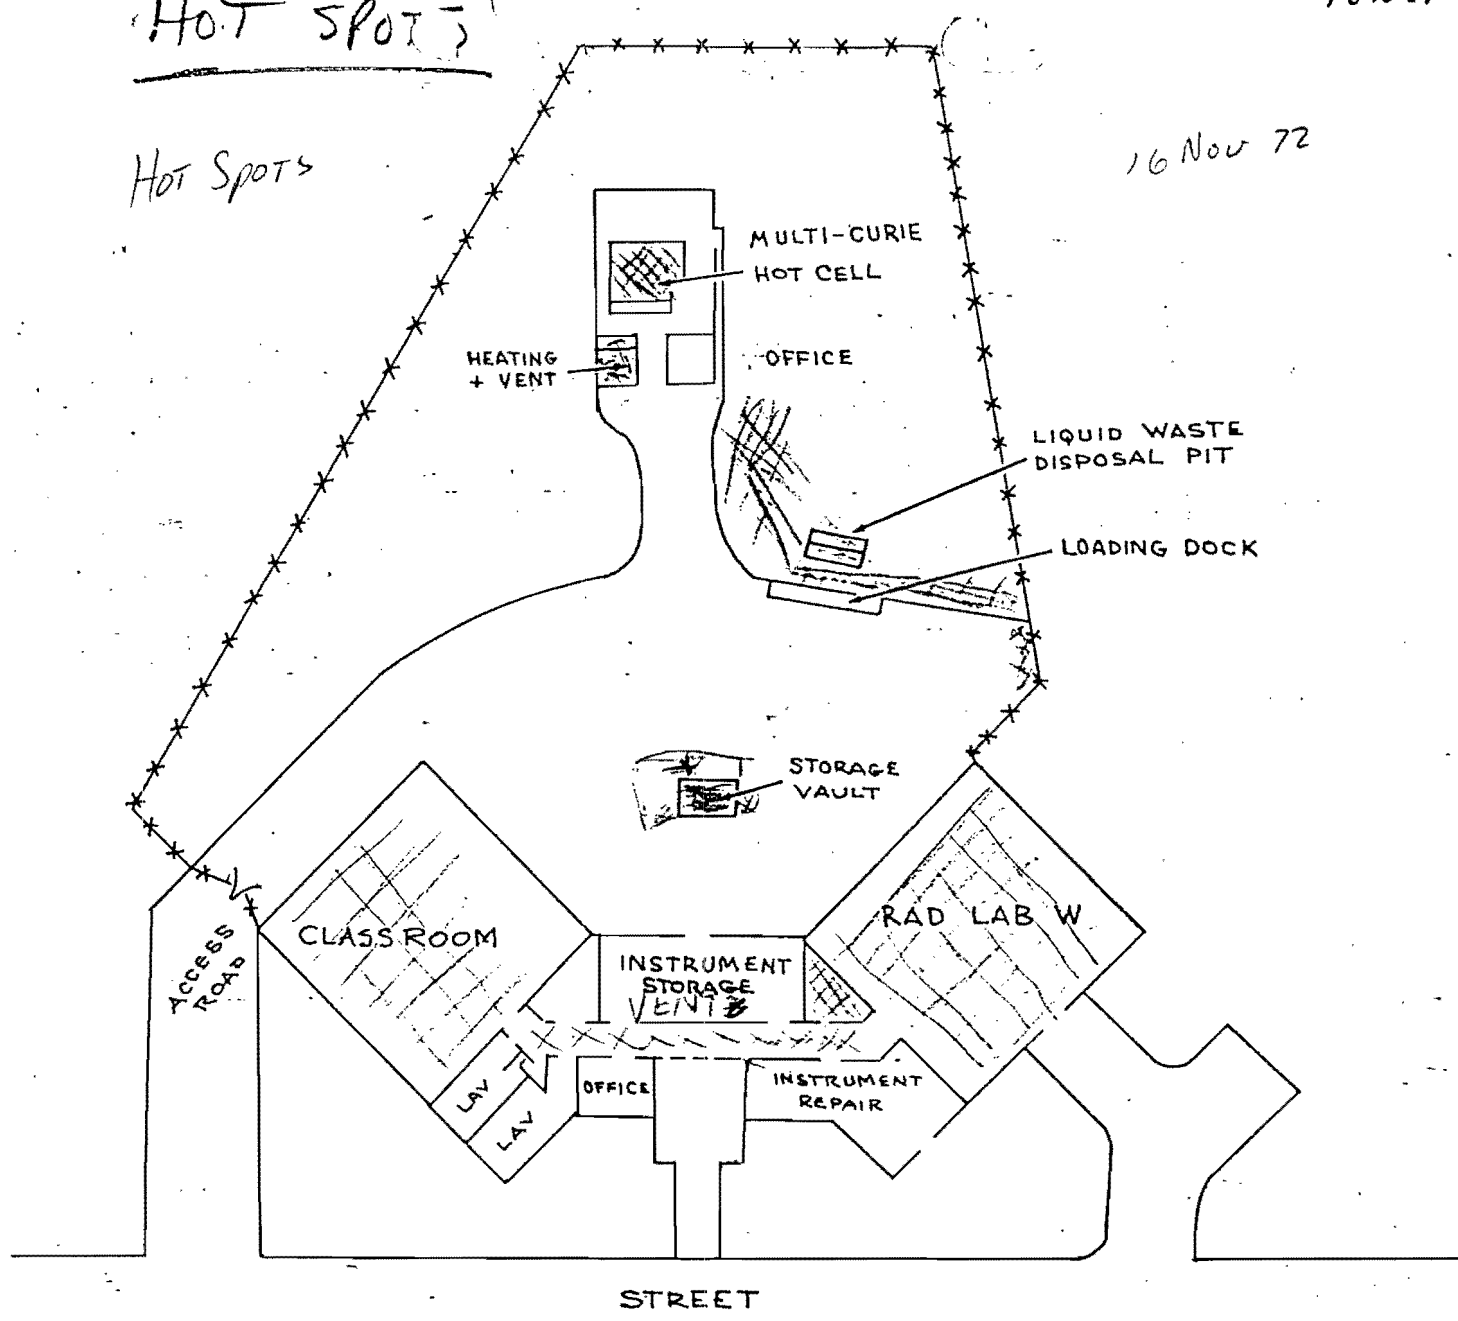 HOT SPOTS
Hot Spots
16 Nov 72
MULTI-CURIE
HOT CELL
HEATING
+ VENT
OFFICE
LIQUID WASTE
DISPOSAL PIT
LOADING DOCK
STORAGE
VAULT
CLASSROOM
RAD LAB W
ACCESS
ROAD
INSTRUMENT
STORAGE
VENT
LAV
LAV
OFFICE
INSTRUMENT
REPAIR
STREET